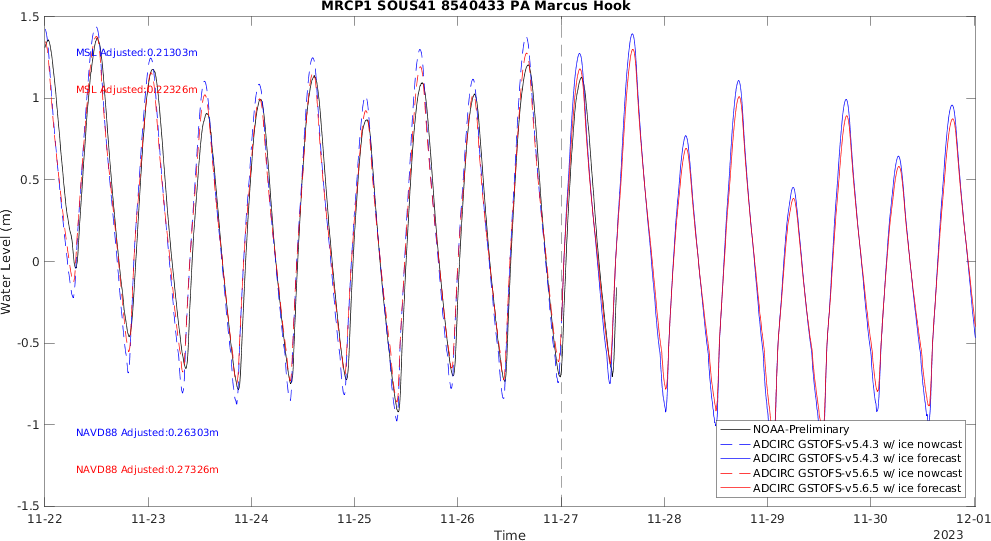 MRCP1 SOUS41 8540433 PA Marcus Hook
1.5
1
0.5
0
-0.5
-1
-1.5
Water Level (m)
MSL Adjusted:0.21303m
MSL Adjusted:0.22326m
NAVD88 Adjusted:0.26303m
NAVD88 Adjusted:0.27326m
NOAA-Preliminary
ADCIRC GSTOFS-v5.4.3 w/ ice nowcast
ADCIRC GSTOFS-v5.4.3 w/ ice forecast
ADCIRC GSTOFS-v5.6.5 w/ ice nowcast
ADCIRC GSTOFS-v5.6.5 w/ ice forecast
11-22 11-23 11-24 11-25 11-26 11-27 11-28 11-29 11-30 12-01
Time
2023